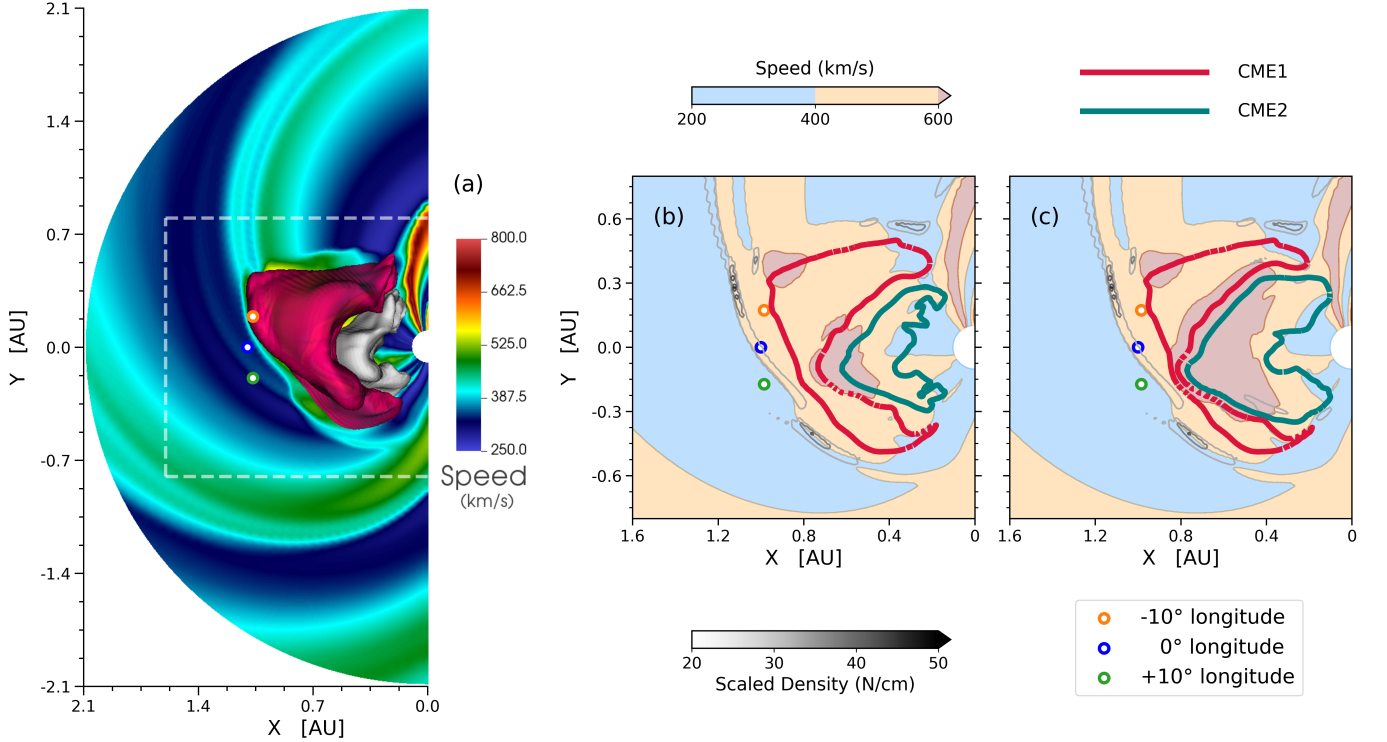 2.1
1.4
0.7
0.0
-0.7
-1.4
-2.1
Y [AU]
2.1 1.4 0.7 0.0
X [AU]
(a)
800.0
662.5
525.0
387.5
250.0
Speed
(km/s)
Speed (km/s)
200 400 600
CME1
CME2
(b)
0.6
0.3
0.0
-0.3
-0.6
Y [AU]
1.6 1.2 0.8 0.4 0
X [AU]
(c)
1.6 1.2 0.8 0.4 0
X [AU]
20 30 40 50
Scaled Density (N/cm)
-10° longitude
0° longitude
+10° longitude